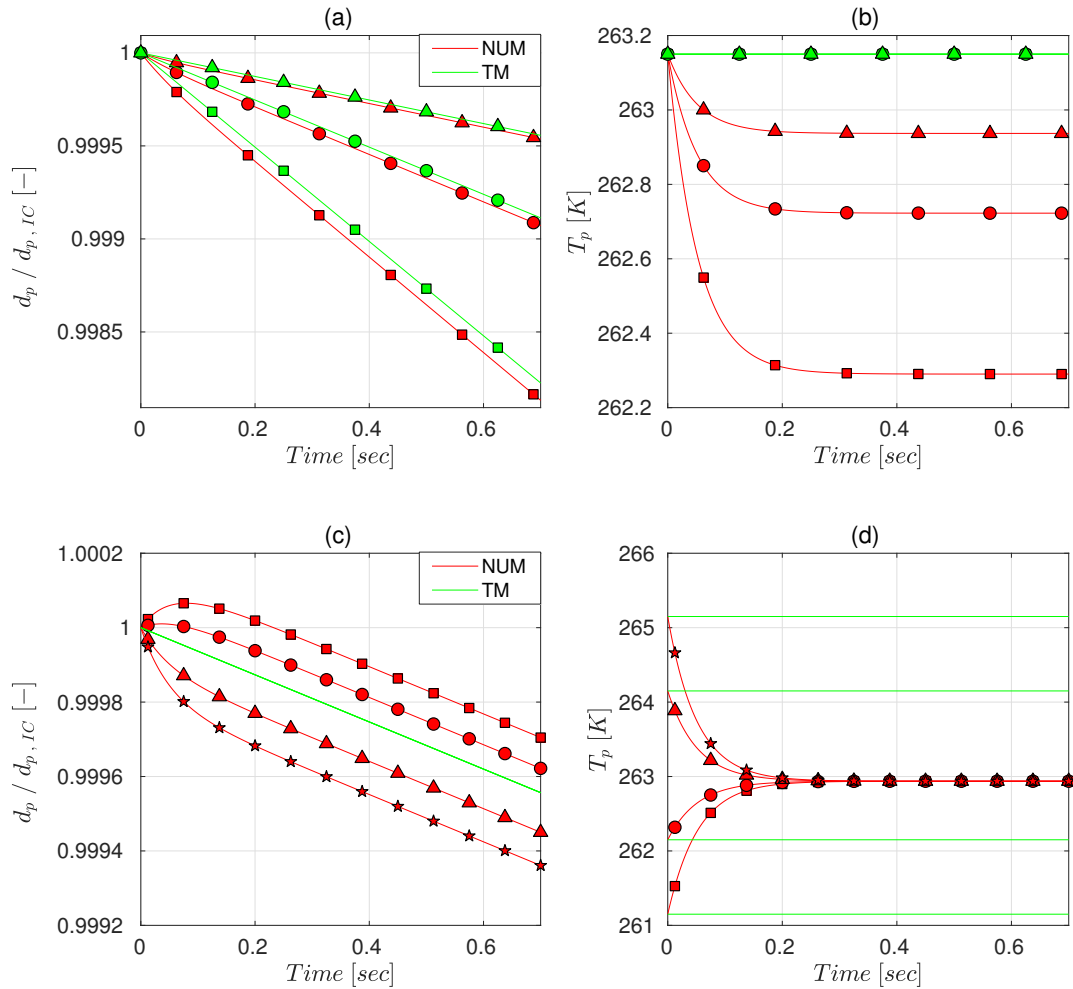 (a)
NUM
TM
1
0.9995
0.999
0.9985
d_p / d_{p, IC} [−]
0 0.2 0.4 0.6
Time [sec]
(b)
263.2
263
262.8
262.6
262.4
262.2
T_p [K]
0 0.2 0.4 0.6
Time [sec]
(c)
NUM
TM
1.0002
1
0.9998
0.9996
0.9994
0.9992
d_p / d_{p, IC} [−]
0 0.2 0.4 0.6
Time [sec]
(d)
266
265
264
263
262
261
T_p [K]
0 0.2 0.4 0.6
Time [sec]